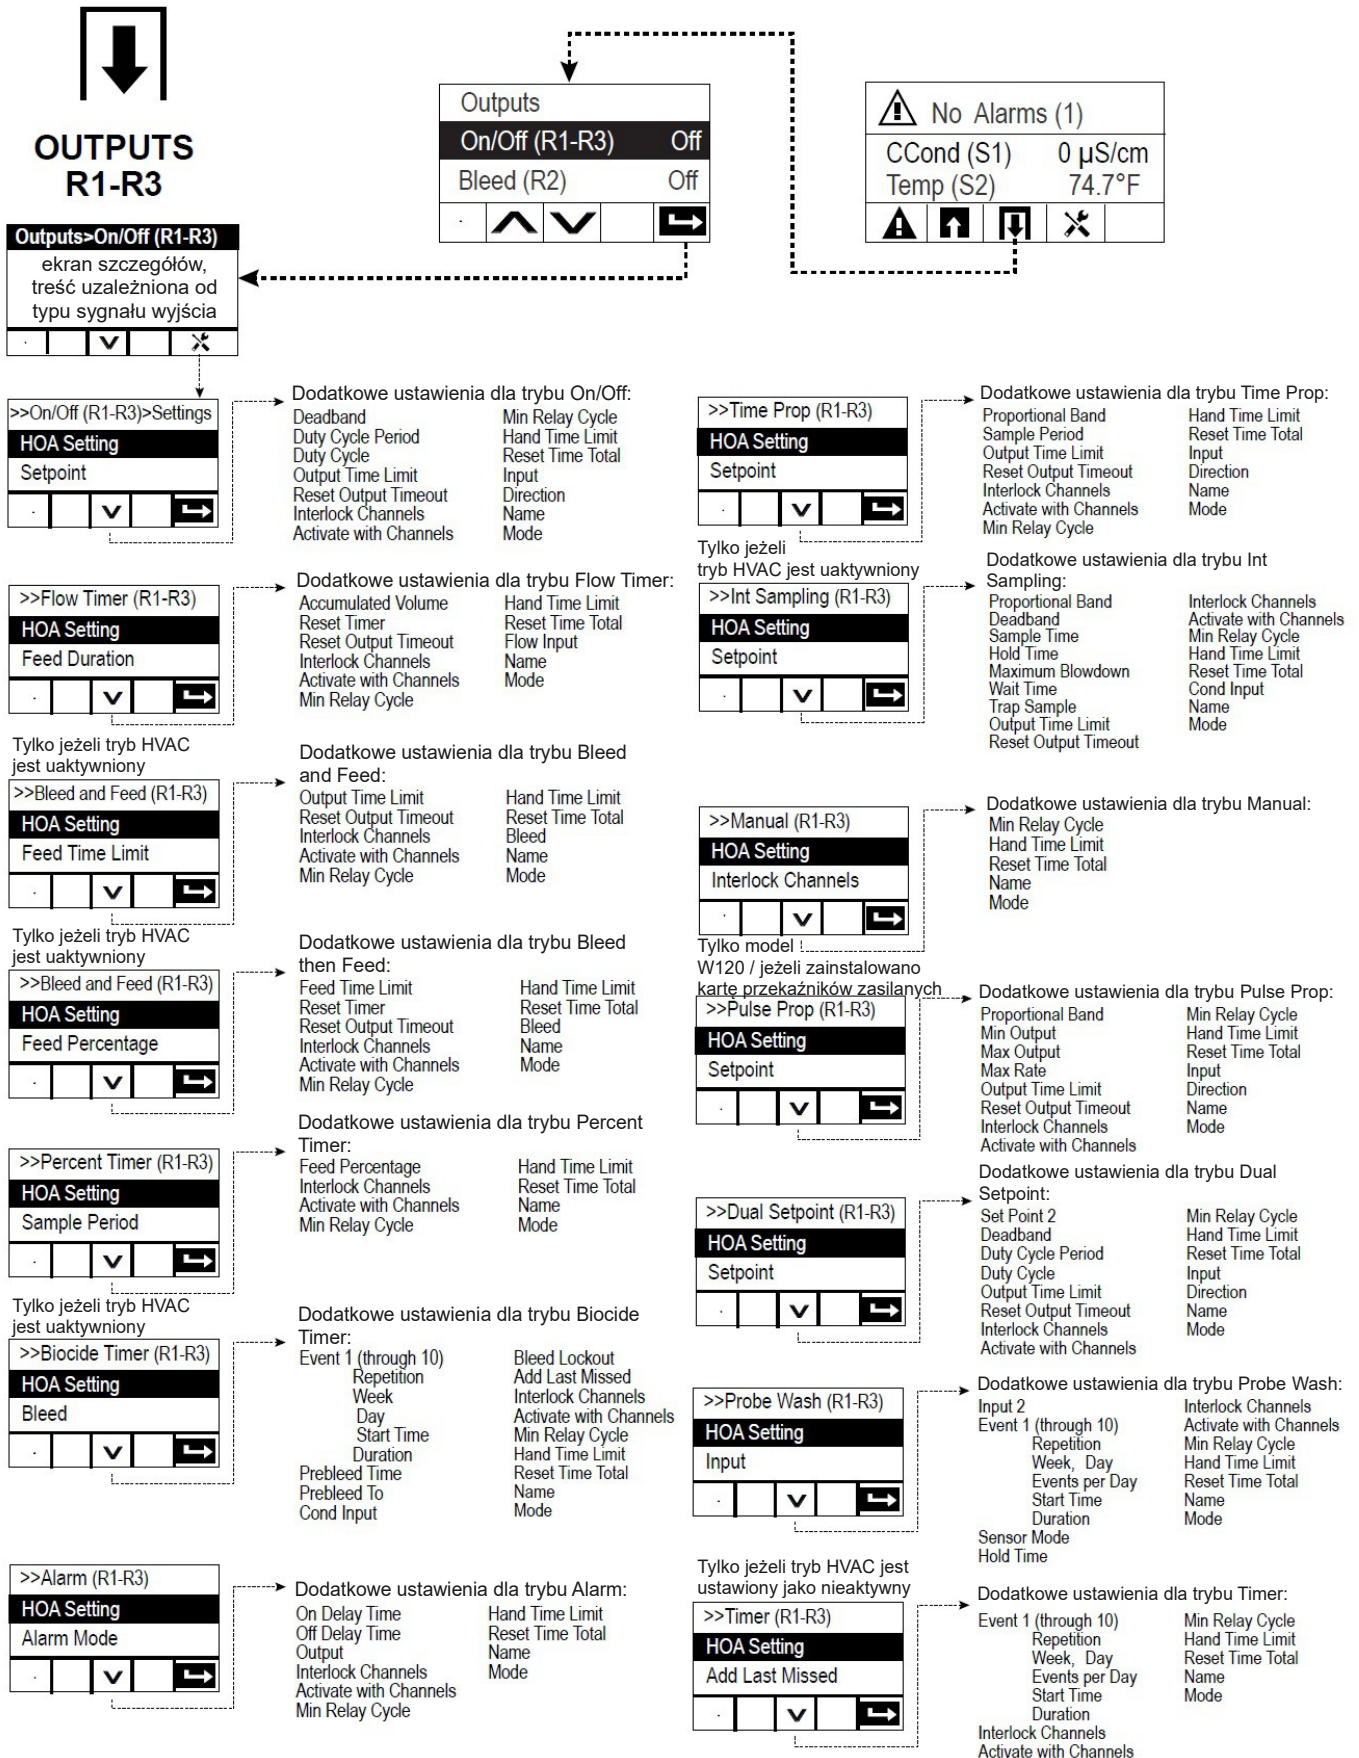 OUTPUTS
R1-R3
Outputs
On/Off (R1-R3) Off
Bleed (R2) Off
No Alarms (1)
CCond (S1) 0 µS/cm
Temp (S2) 74.7°F
Outputs>On/Off (R1-R3)
ekran szczegółów,
treść uzależniona od
typu sygnału wyjścia
>>On/Off (R1-R3)>Settings
HOA Setting
Setpoint
Dodatkowe ustawienia dla trybu On/Off:
Deadband
Duty Cycle Period
Duty Cycle
Output Time Limit
Reset Output Timeout
Interlock Channels
Activate with Channels
Min Relay Cycle
Hand Time Limit
Reset Time Total
Input
Direction
Name
Mode
>>Flow Timer (R1-R3)
HOA Setting
Feed Duration
Dodatkowe ustawienia dla trybu Flow Timer:
Accumulated Volume
Reset Timer
Reset Output Timeout
Interlock Channels
Activate with Channels
Min Relay Cycle
Hand Time Limit
Reset Time Total
Flow Input
Name
Mode
Tylko jeżeli tryb HVAC
jest uaktywniony
>>Bleed and Feed (R1-R3)
HOA Setting
Feed Time Limit
Dodatkowe ustawienia dla trybu Bleed
and Feed:
Output Time Limit
Reset Output Timeout
Interlock Channels
Activate with Channels
Min Relay Cycle
Hand Time Limit
Reset Time Total
Bleed
Name
Mode
Tylko jeżeli tryb HVAC
jest uaktywniony
>>Bleed and Feed (R1-R3)
HOA Setting
Feed Percentage
Dodatkowe ustawienia dla trybu Bleed
then Feed:
Feed Time Limit
Reset Timer
Reset Output Timeout
Interlock Channels
Activate with Channels
Min Relay Cycle
Hand Time Limit
Reset Time Total
Bleed
Name
Mode
>>Percent Timer (R1-R3)
HOA Setting
Sample Period
Dodatkowe ustawienia dla trybu Percent
Timer:
Feed Percentage
Interlock Channels
Activate with Channels
Min Relay Cycle
Hand Time Limit
Reset Time Total
Name
Mode
Tylko jeżeli tryb HVAC
jest uaktywniony
>>Biocide Timer (R1-R3)
HOA Setting
Bleed
Dodatkowe ustawienia dla trybu Biocide
Timer:
Event 1 (through 10)
Repetition
Week
Day
Start Time
Duration
Prebleed Time
Prebleed To
Cond Input
Bleed Lockout
Add Last Missed
Interlock Channels
Activate with Channels
Min Relay Cycle
Hand Time Limit
Reset Time Total
Name
Mode
>>Alarm (R1-R3)
HOA Setting
Alarm Mode
Dodatkowe ustawienia dla trybu Alarm:
On Delay Time
Off Delay Time
Output
Interlock Channels
Activate with Channels
Min Relay Cycle
Hand Time Limit
Reset Time Total
Name
Mode
>>Time Prop (R1-R3)
HOA Setting
Setpoint
Dodatkowe ustawienia dla trybu Time Prop:
Proportional Band
Sample Period
Output Time Limit
Reset Output Timeout
Interlock Channels
Activate with Channels
Min Relay Cycle
Hand Time Limit
Reset Time Total
Input
Direction
Name
Mode
Tylko jeżeli
tryb HVAC jest uaktywniony
>>Int Sampling (R1-R3)
HOA Setting
Setpoint
Dodatkowe ustawienia dla trybu Int
Sampling:
Proportional Band
Deadband
Sample Time
Hold Time
Maximum Blowdown
Wait Time
Trap Sample
Output Time Limit
Reset Output Timeout
Interlock Channels
Activate with Channels
Min Relay Cycle
Hand Time Limit
Reset Time Total
Cond Input
Name
Mode
>>Manual (R1-R3)
HOA Setting
Interlock Channels
Dodatkowe ustawienia dla trybu Manual:
Min Relay Cycle
Hand Time Limit
Reset Time Total
Name
Mode
Tylko model
W120 / jeżeli zainstalowano
kartę przekaźników zasilanych
>>Pulse Prop (R1-R3)
HOA Setting
Setpoint
Dodatkowe ustawienia dla trybu Pulse Prop:
Proportional Band
Min Output
Max Output
Max Rate
Output Time Limit
Reset Output Timeout
Interlock Channels
Activate with Channels
Min Relay Cycle
Hand Time Limit
Reset Time Total
Input
Direction
Name
Mode
>>Dual Setpoint (R1-R3)
HOA Setting
Setpoint
Dodatkowe ustawienia dla trybu Dual
Setpoint:
Set Point 2
Deadband
Duty Cycle Period
Duty Cycle
Output Time Limit
Reset Output Timeout
Interlock Channels
Activate with Channels
Min Relay Cycle
Hand Time Limit
Reset Time Total
Input
Direction
Name
Mode
>>Probe Wash (R1-R3)
HOA Setting
Input
Dodatkowe ustawienia dla trybu Probe Wash:
Input 2
Event 1 (through 10)
Repetition
Week, Day
Events per Day
Start Time
Duration
Sensor Mode
Hold Time
Interlock Channels
Activate with Channels
Min Relay Cycle
Hand Time Limit
Reset Time Total
Name
Mode
Tylko jeżeli tryb HVAC jest
ustawiony jako nieaktywny
>>Timer (R1-R3)
HOA Setting
Add Last Missed
Dodatkowe ustawienia dla trybu Timer:
Event 1 (through 10)
Repetition
Week, Day
Events per Day
Start Time
Duration
Interlock Channels
Activate with Channels
Min Relay Cycle
Hand Time Limit
Reset Time Total
Name
Mode